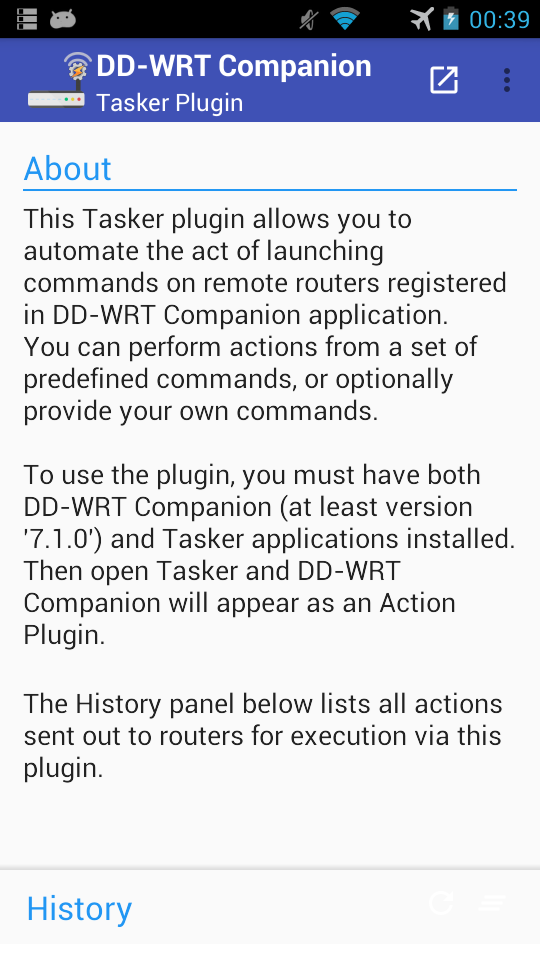 00:39
DD-WRT Companion
Tasker Plugin
About
This Tasker plugin allows you to
automate the act of launching
commands on remote routers registered
in DD-WRT Companion application.
You can perform actions from a set of
predefined commands, or optionally
provide your own commands.
To use the plugin, you must have both
DD-WRT Companion (at least version
'7.1.0') and Tasker applications installed.
Then open Tasker and DD-WRT
Companion will appear as an Action
Plugin.
The History panel below lists all actions
sent out to routers for execution via this
plugin.
History